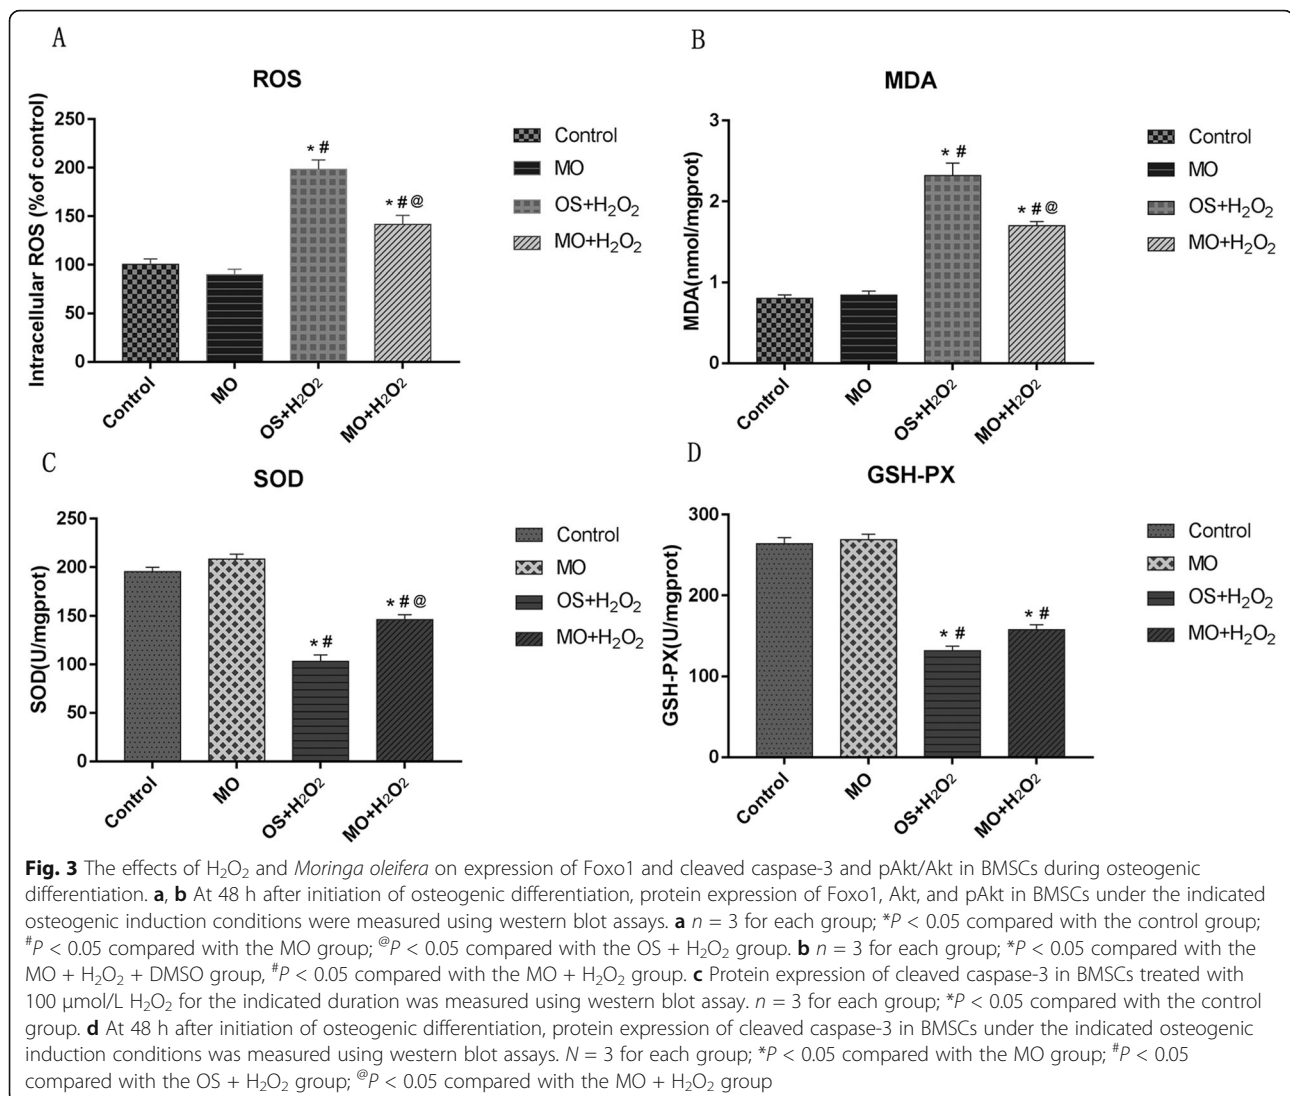 A
ROS
Intracellular ROS (%of control)
250
200
150
100
50
0
* #
* # @
Control
MO
OS+H₂O₂
MO+H₂O₂
Control
MO
OS+H₂O₂
MO+H₂O₂
B
MDA
MDA(nmol/mgprot)
3
2
1
0
* #
* # @
Control
MO
OS+H₂O₂
MO+H₂O₂
Control
MO
OS+H₂O₂
MO+H₂O₂
C
SOD
SOD(U/mgprot)
250
200
150
100
50
0
* #
* # @
Control
MO
OS+H₂O₂
MO+H₂O₂
Control
MO
OS+H₂O₂
MO+H₂O₂
D
GSH-PX
GSH-PX(U/mgprot)
300
200
100
0
* #
* #
Control
MO
OS+H₂O₂
MO+H₂O₂
Control
MO
OS+H₂O₂
MO+H₂O₂
Fig. 3 The effects of H₂O₂ and Moringa oleifera on expression of Foxo1 and cleaved caspase-3 and pAkt/Akt in BMSCs during osteogenic
differentiation. a, b At 48 h after initiation of osteogenic differentiation, protein expression of Foxo1, Akt, and pAkt in BMSCs under the indicated
osteogenic induction conditions were measured using western blot assays. a n = 3 for each group; *P < 0.05 compared with the control group;
#P < 0.05 compared with the MO group; @P < 0.05 compared with the OS + H₂O₂ group. b n = 3 for each group; *P < 0.05 compared with the
MO + H₂O₂ + DMSO group, #P < 0.05 compared with the MO + H₂O₂ group. c Protein expression of cleaved caspase-3 in BMSCs treated with
100 μmol/L H₂O₂ for the indicated duration was measured using western blot assay. n = 3 for each group; *P < 0.05 compared with the control
group. d At 48 h after initiation of osteogenic differentiation, protein expression of cleaved caspase-3 in BMSCs under the indicated osteogenic
induction conditions was measured using western blot assays. N = 3 for each group; *P < 0.05 compared with the MO group; #P < 0.05
compared with the OS + H₂O₂ group; @P < 0.05 compared with the MO + H₂O₂ group